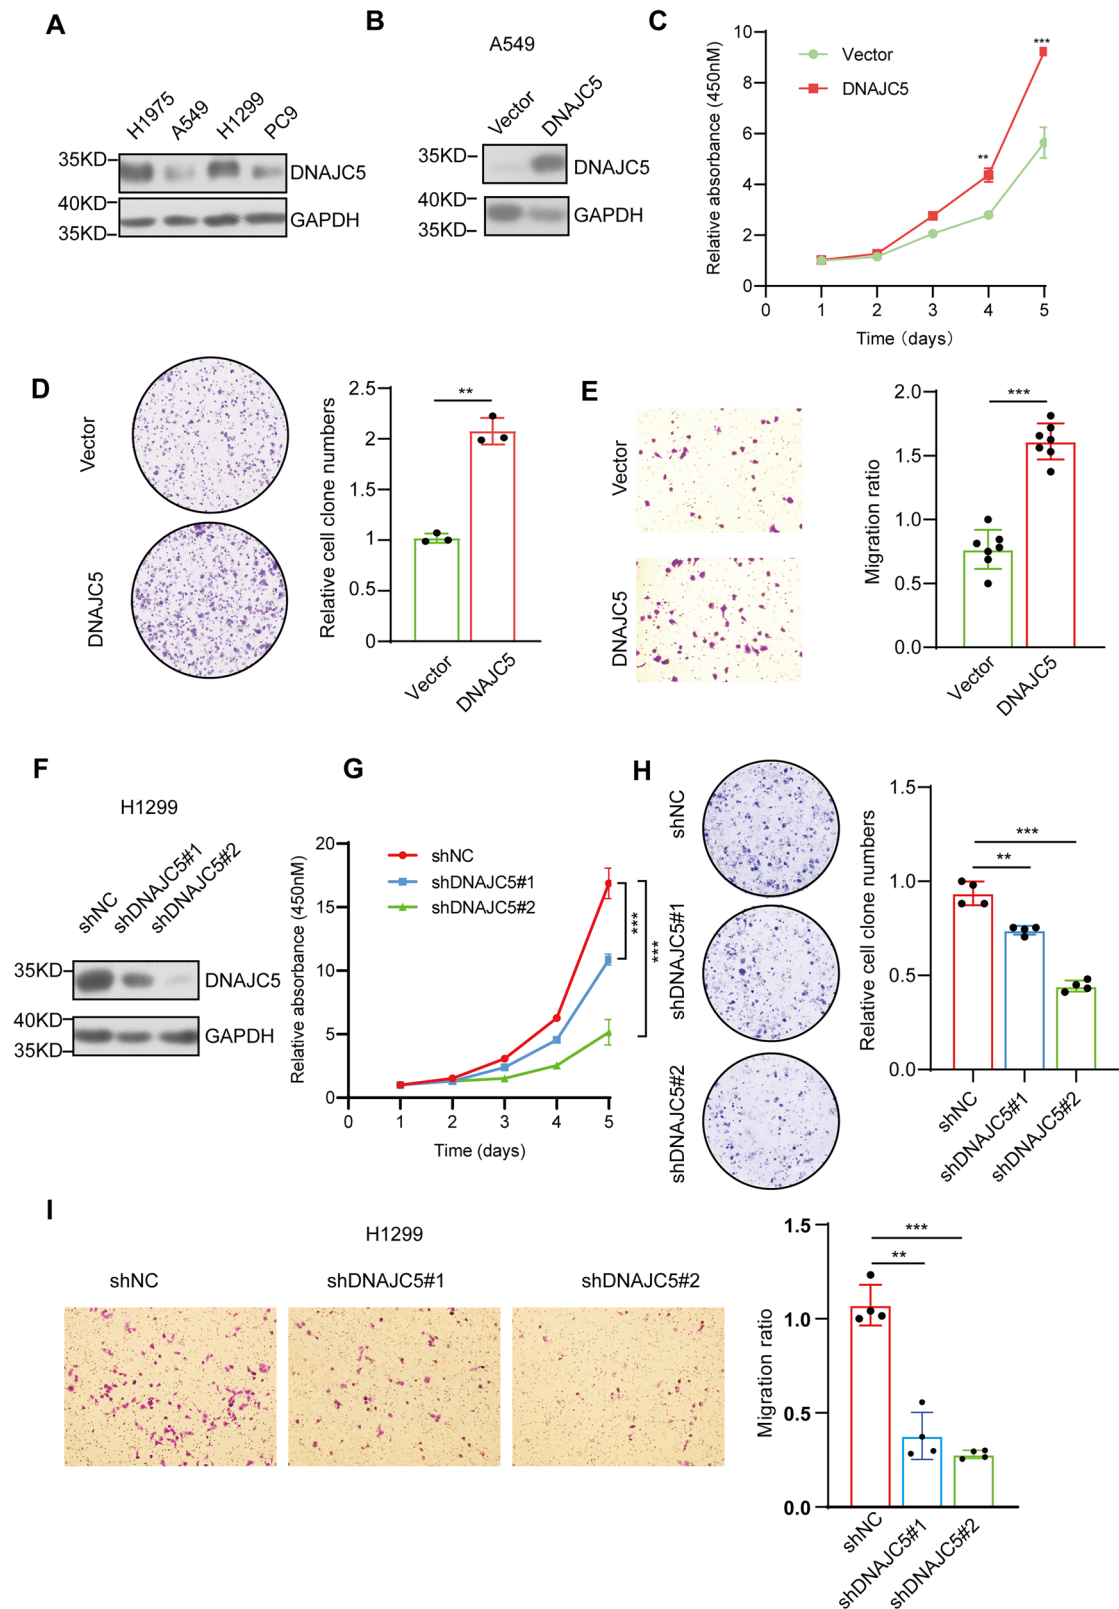 A
H1975 A549 H1299 PC9
35KD
DNAJC5
40KD
GAPDH
35KD
B
A549
Vector DNAJC5
35KD
DNAJC5
40KD
GAPDH
35KD
C
Relative absorbance (450nM)
10
8
6
4
2
0
Vector
DNAJC5
**
***
0 1 2 3 4 5
Time (days)
D
Vector
DNAJC5
Relative cell clone numbers
2.5
2
1.5
1
0.5
0
**
Vector DNAJC5
E
Vector
DNAJC5
Migration ratio
2.0
1.5
1.0
0.5
0.0
***
Vector DNAJC5
F
H1299
shNC shDNAJC5#1 shDNAJC5#2
35KD
DNAJC5
40KD
GAPDH
35KD
G
Relative absorbance (450nM)
20
15
10
5
0
shNC
shDNAJC5#1
shDNAJC5#2
***
***
0 1 2 3 4 5
Time (days)
H
shNC
shDNAJC5#1
shDNAJC5#2
Relative cell clone numbers
1.5
1.0
0.5
0.0
***
**
shNC shDNAJC5#1 shDNAJC5#2
I
H1299
shNC shDNAJC5#1 shDNAJC5#2
Migration ratio
1.5
1.0
0.5
0.0
***
**
shNC shDNAJC5#1 shDNAJC5#2